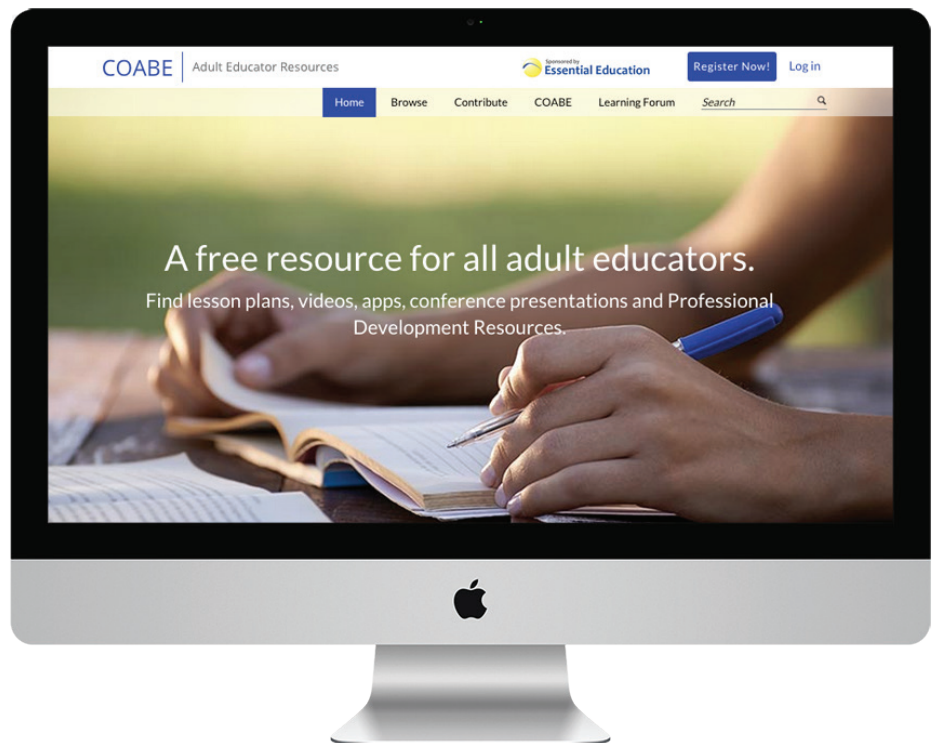 COABE Adult Educator Resources
Sponsored by
Essential Education
Register Now! Log in
Home Browse Contribute COABE Learning Forum Search
A free resource for all adult educators.
Find lesson plans, videos, apps, conference presentations and Professional
Development Resources.